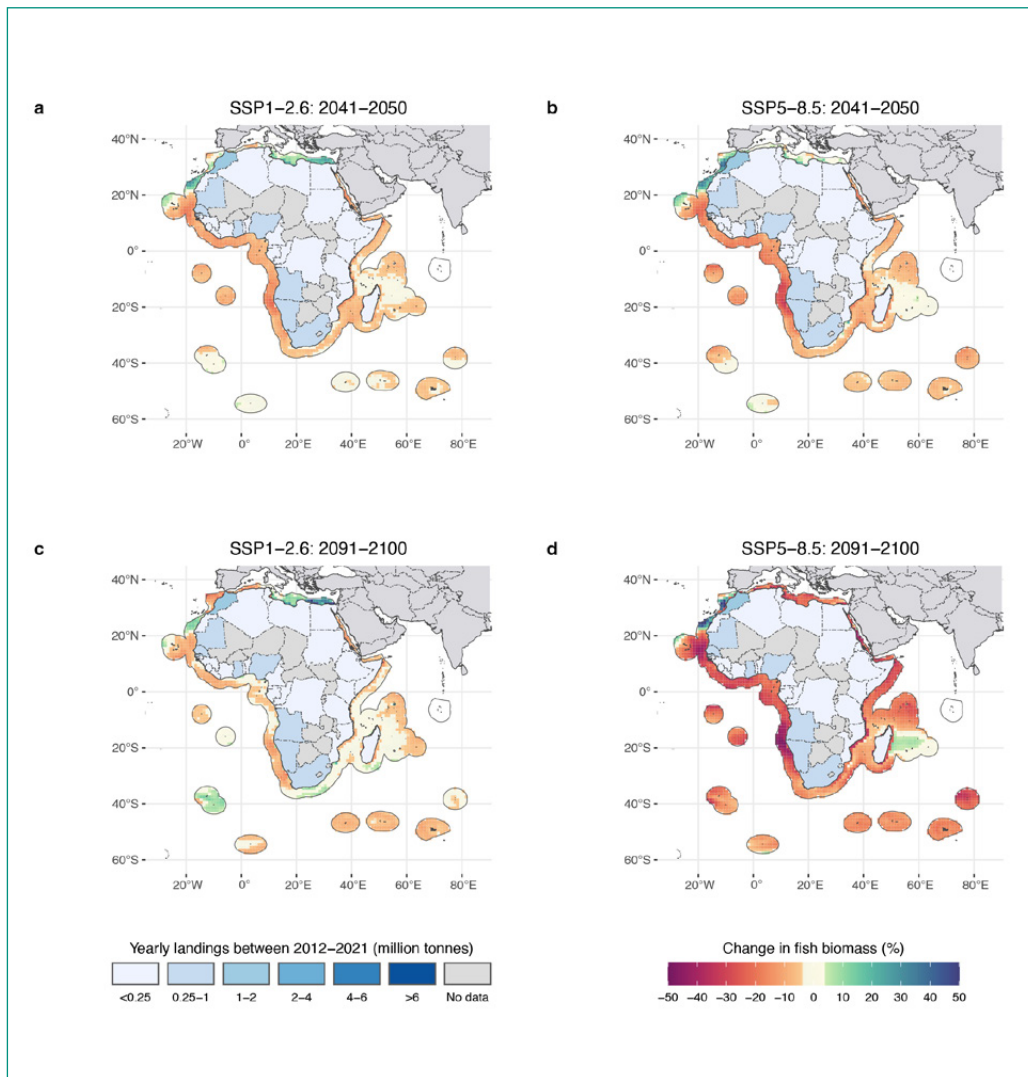 a
SSP1–2.6: 2041–2050
40°N
20°N
0°
20°S
40°S
60°S
20°W 0° 20°E 40°E 60°E 80°E
b
SSP5–8.5: 2041–2050
40°N
20°N
0°
20°S
40°S
60°S
20°W 0° 20°E 40°E 60°E 80°E
c
SSP1–2.6: 2091–2100
40°N
20°N
0°
20°S
40°S
60°S
20°W 0° 20°E 40°E 60°E 80°E
d
SSP5–8.5: 2091–2100
40°N
20°N
0°
20°S
40°S
60°S
20°W 0° 20°E 40°E 60°E 80°E
Yearly landings between 2012–2021 (million tonnes)
<0.25 0.25–1 1–2 2–4 4–6 >6 No data
Change in fish biomass (%)
−50 −40 −30 −20 −10 0 10 20 30 40 50